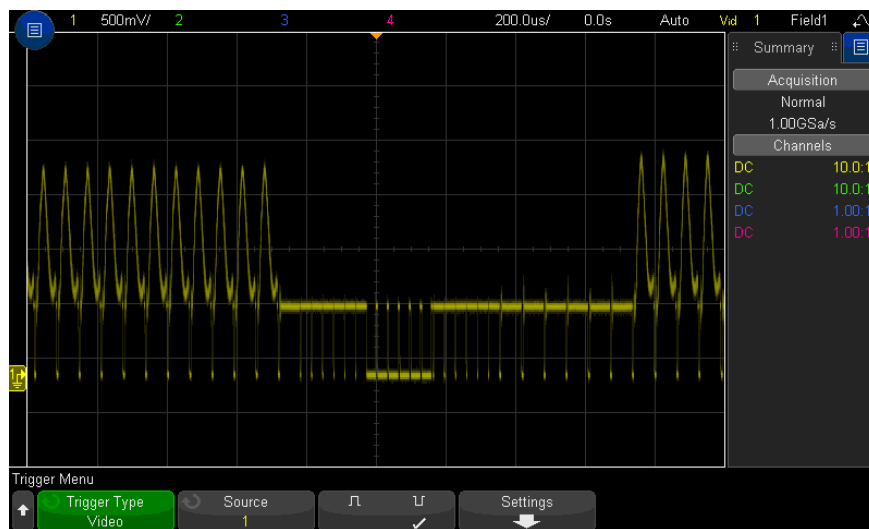 1 500mV/ 2 3 4 200.0us/ 0.0s Auto Vid 1 Field1
Summary
Acquisition
Normal
1.00GSa/s
Channels
DC 10.0:1
DC 10.0:1
DC 1.00:1
DC 1.00:1
1
Trigger Menu
Trigger Type Source Settings
Video 1